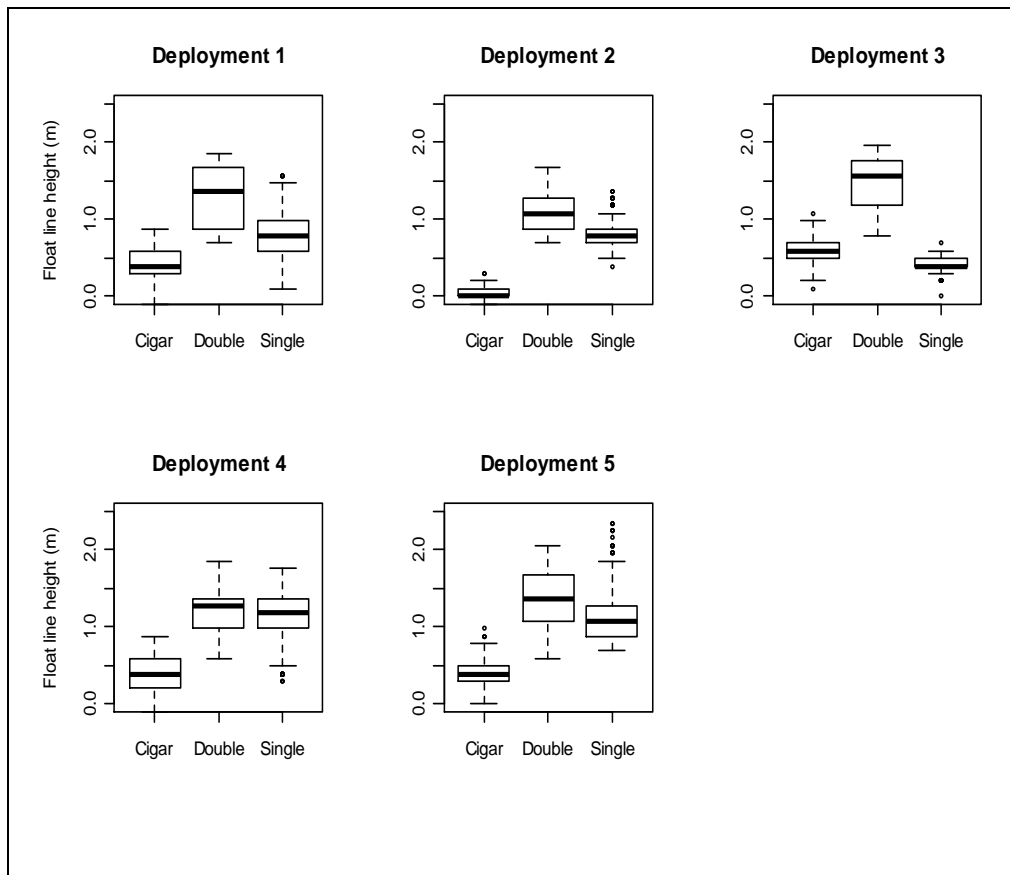 Deployment 1
Float line height (m)
2.0
1.0
0.0
Cigar Double Single
Deployment 2
2.0
1.0
0.0
Cigar Double Single
Deployment 3
2.0
1.0
0.0
Cigar Double Single
Deployment 4
Float line height (m)
2.0
1.0
0.0
Cigar Double Single
Deployment 5
2.0
1.0
0.0
Cigar Double Single